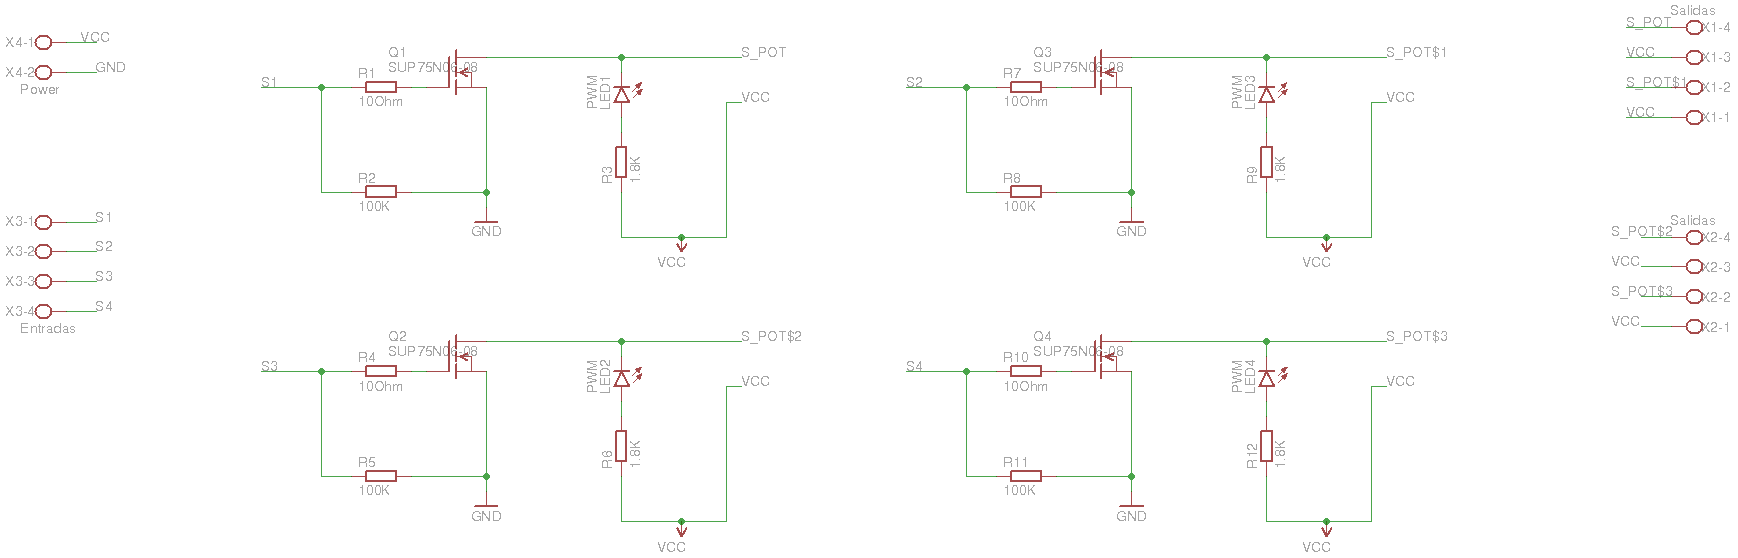 X4-1
VCC
X4-2
GND
Power
X3-1
S1
X3-2
S2
X3-3
S3
X3-4
S4
Entradas
Q1
SUP75N06-08
S1
R1
10Ohm
R2
100K
GND
PWM
LED1
R3
1.8K
S_POT
VCC
VCC
Q3
SUP75N06-08
S2
R7
10Ohm
R8
100K
GND
PWM
LED3
R9
1.8K
S_POT$1
VCC
VCC
Q2
SUP75N06-08
S3
R4
10Ohm
R5
100K
GND
PWM
LED2
R6
1.8K
S_POT$2
VCC
VCC
Q4
SUP75N06-08
S4
R10
10Ohm
R11
100K
GND
PWM
LED4
R12
1.8K
S_POT$3
VCC
VCC
Salidas
S_POT
X1-4
VCC
X1-3
S_POT$1
X1-2
VCC
X1-1
Salidas
S_POT$2
X2-4
VCC
X2-3
S_POT$3
X2-2
VCC
X2-1